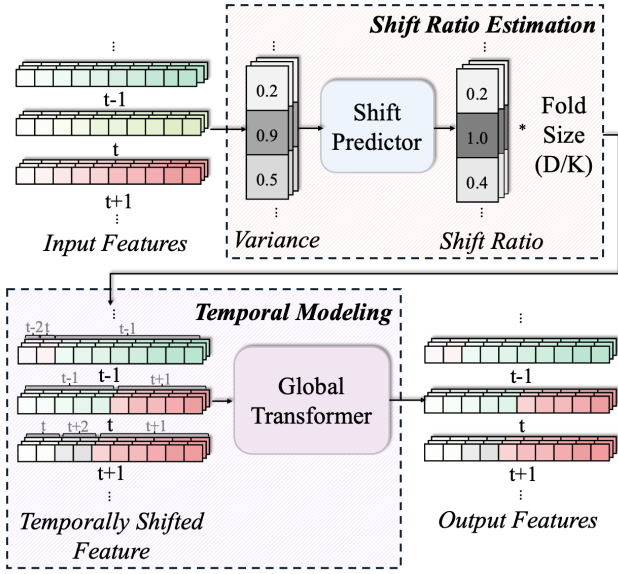 Shift Ratio Estimation
⋮
t-1
t
t+1
⋮
Input Features
⋮
0.2
0.9
0.5
⋮
Variance
Shift
Predictor
⋮
0.2
1.0
0.4
⋮
Shift Ratio
*
Fold
Size
(D/K)
Temporal Modeling
⋮
t-2 t t-1
t-1
t-1 t+1
t
t t+2 t+1
t+1
⋮
Temporally Shifted
Feature
Global
Transformer
⋮
t-1
t
t+1
⋮
Output Features